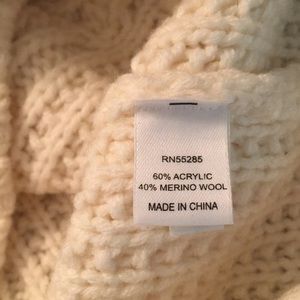 RN55285
60% ACRYLIC
40% MERINO WOOL
MADE IN CHINA